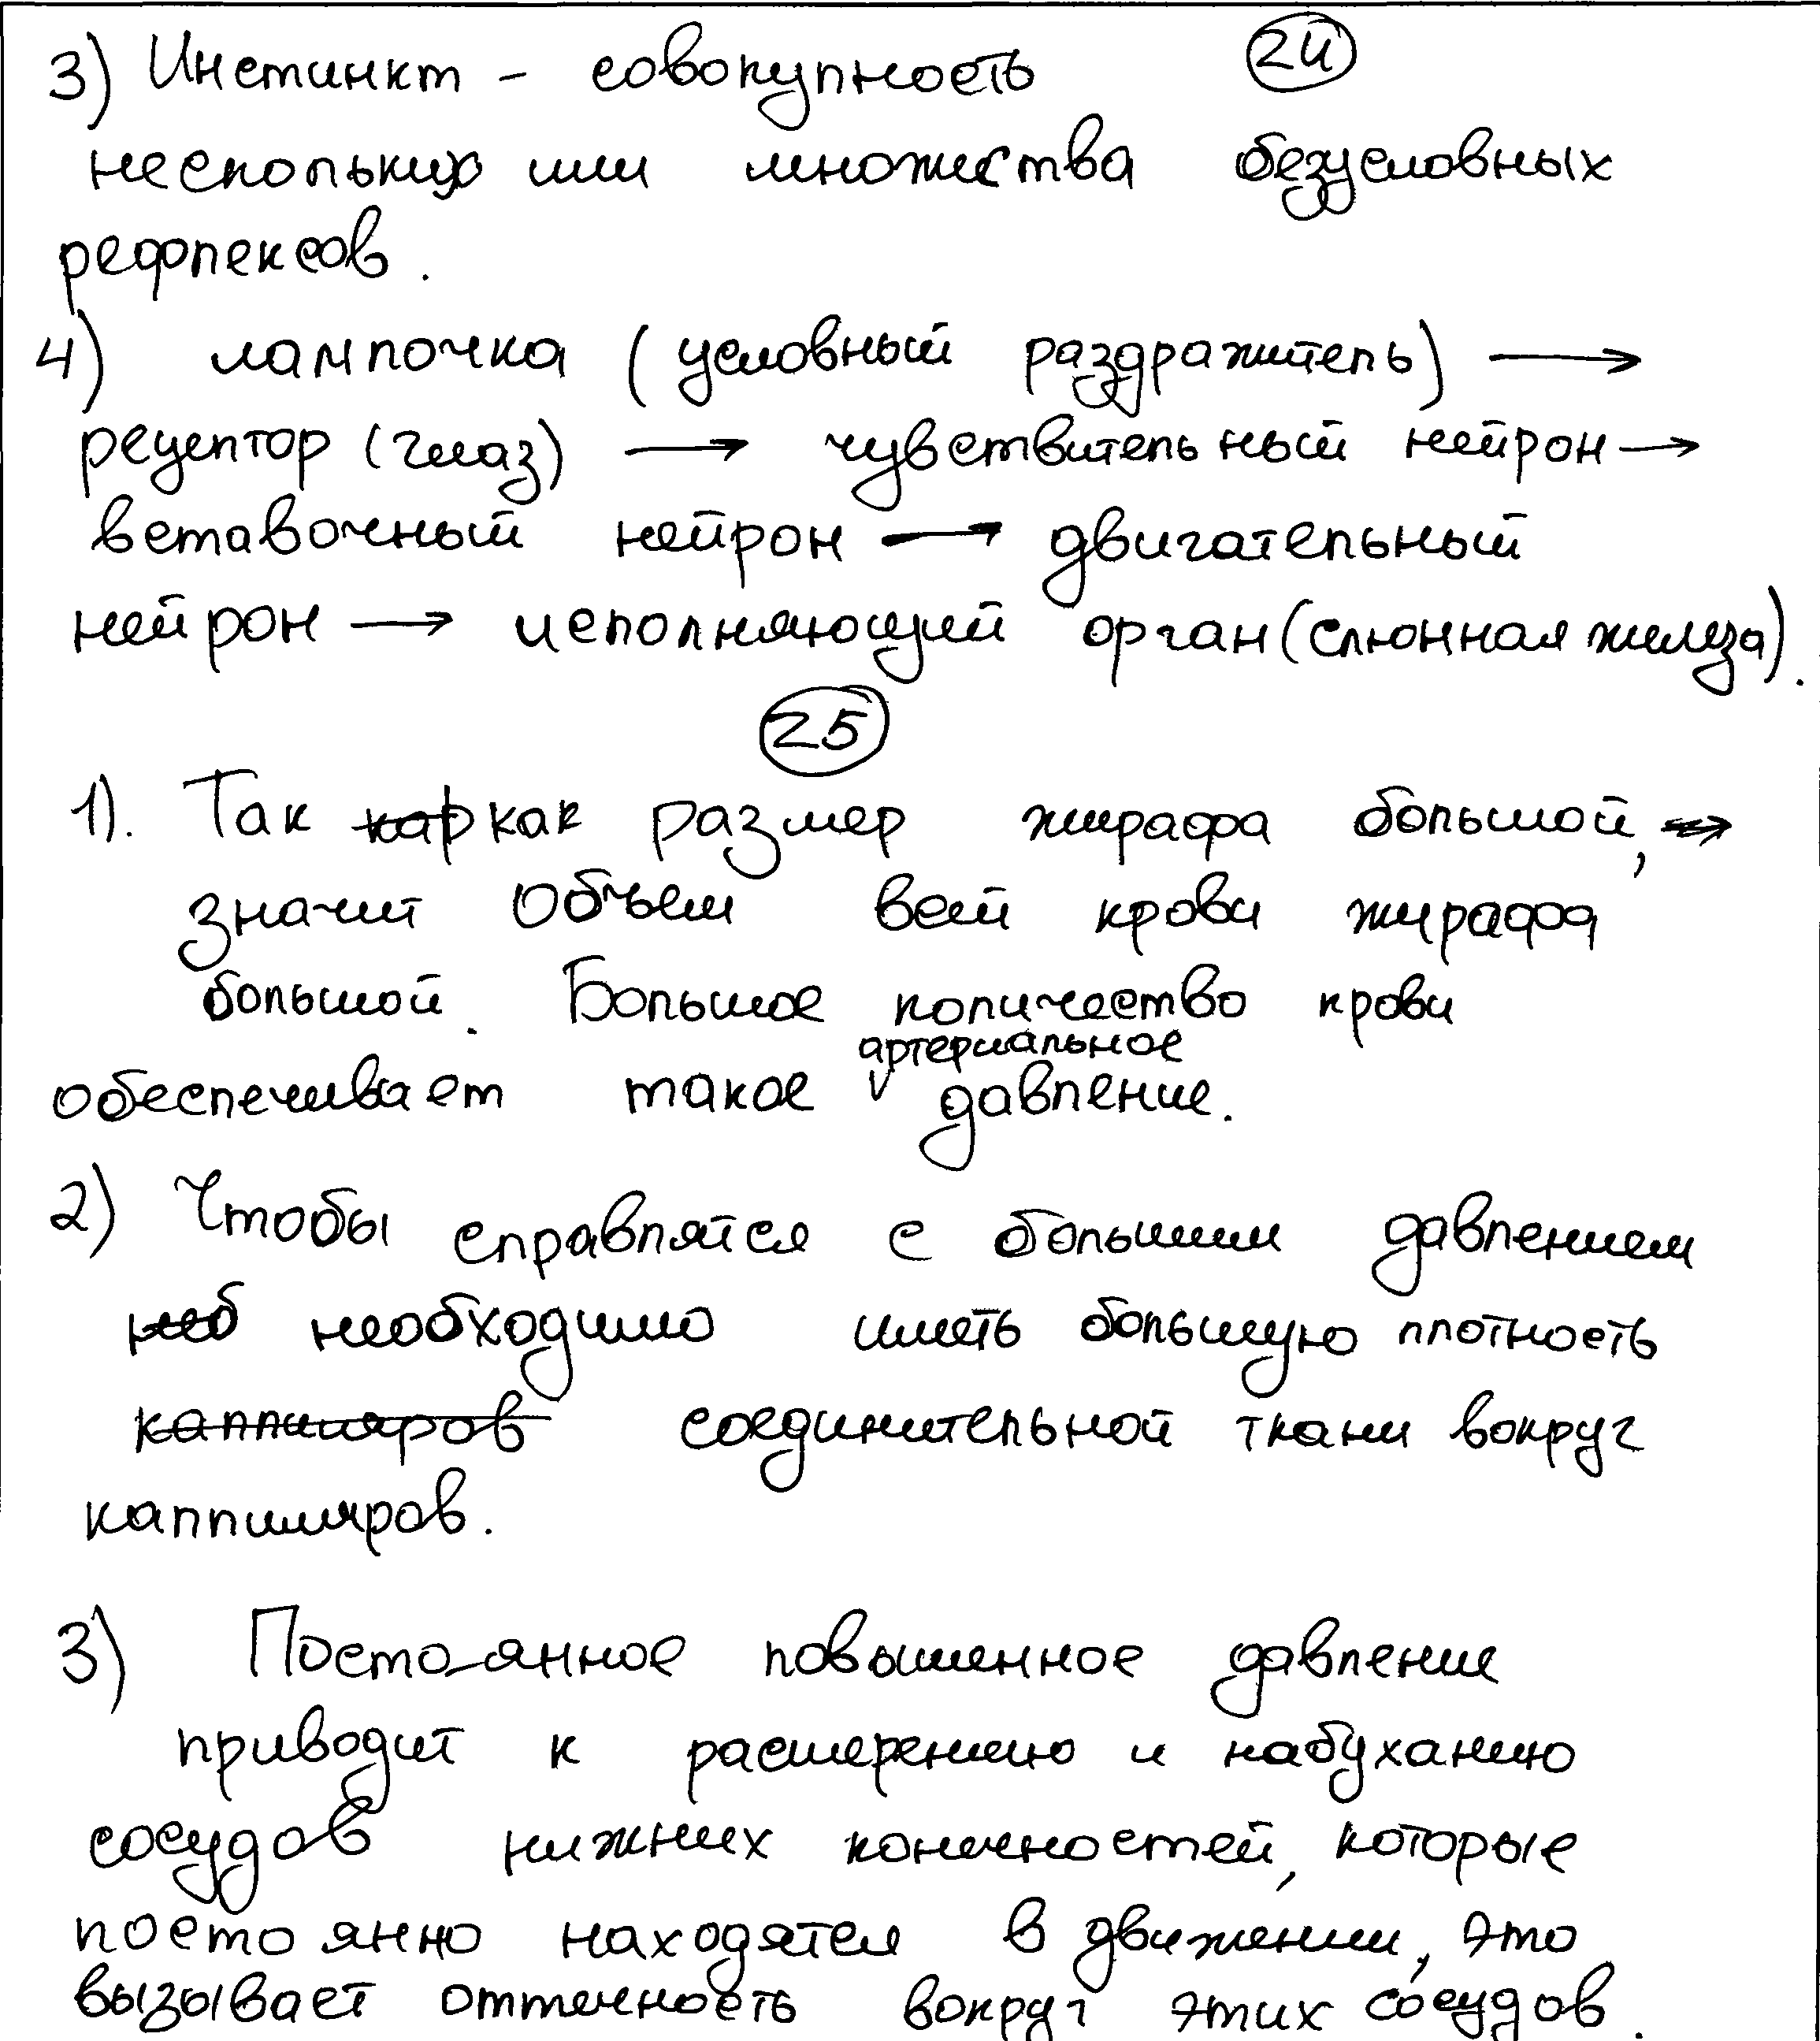 3) Инстинкт - совокупность 24
нескольких или множества безусловных
рефлексов.
4) лампочка (условный раздражитель) →
рецептор (глаз) → чувствительный нейрон →
вставочный нейрон → двигательный
нейрон → исполняющий орган (слюнная железа).
25
1). Так кар как размер жирафа большой,
значит объем всей крови жирафа
большой. Большое количество крови
артериальное
обеспечивает такое давление.
2) Чтобы справлятся с большим давлением
необ необходимо иметь большую плотность
каппиляров соединительной ткани вокруг
каппиляров.
3) Постоянное повышенное давление
приводит к расширению и набуханию
сосудов нижних конечностей, которые
постоянно находятся в движении, это
вызывает оттечность вокруг этих сосудов.